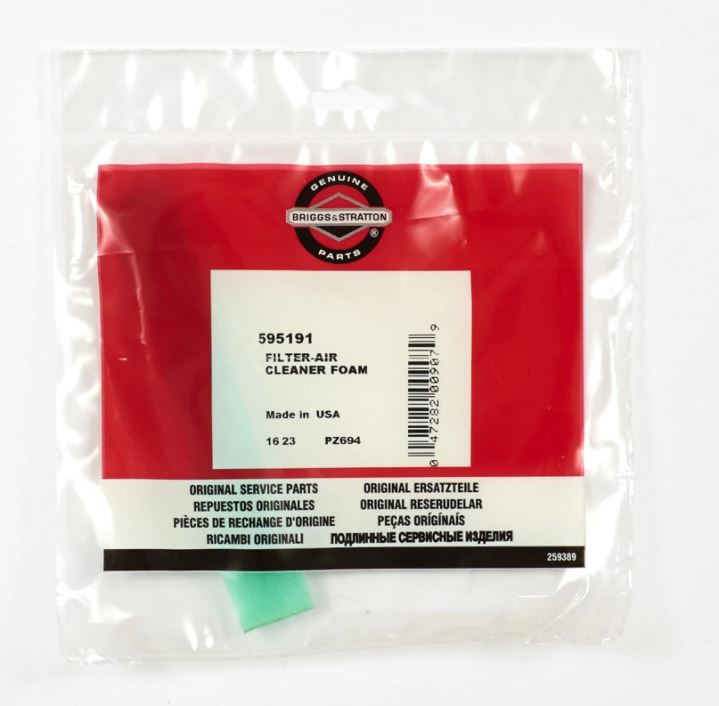 GENUINE
BRIGGS&STRATTON
®
PARTS
595191
FILTER-AIR
CLEANER FOAM
Made in USA
16 23 PZ694
0 47282 00907 9
ORIGINAL SERVICE PARTS ORIGINAL ERSATZTEILE
REPUESTOS ORIGINALES ORIGINAL RESERUDELAR
PIÈCES DE RECHANGE D'ORIGINE PEÇAS ORÍGÍNAÍS
RICAMBI ORIGINALI ПОДЛИННЫЕ СЕРВИСНЫЕ ИЗДЕЛИЯ
259389